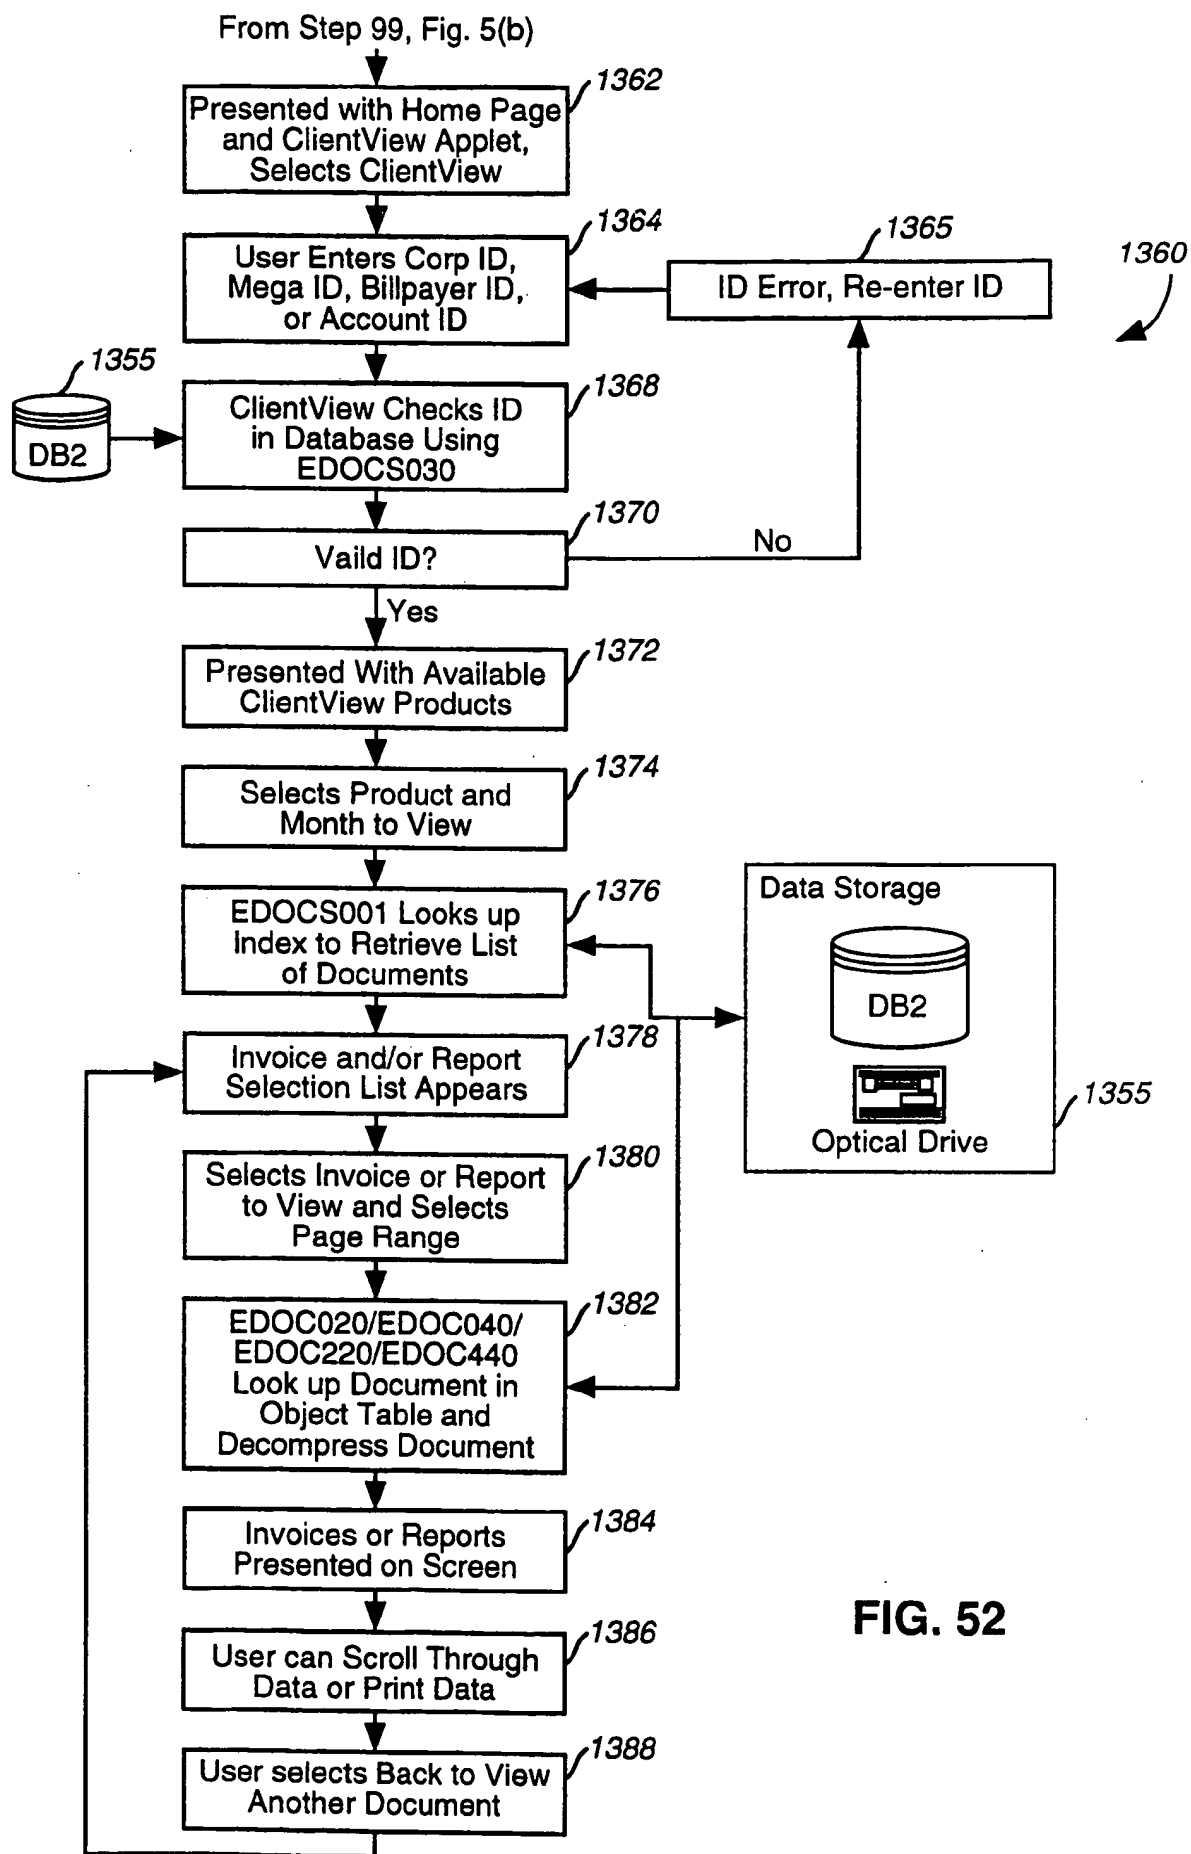 From Step 99, Fig. 5(b)
1362
Presented with Home Page
and ClientView Applet,
Selects ClientView
1364
User Enters Corp ID,
Mega ID, Billpayer ID,
or Account ID
1365
ID Error, Re-enter ID
1360
1355
DB2
1368
ClientView Checks ID
in Database Using
EDOCS030
1370
Vaild ID?
No
Yes
1372
Presented With Available
ClientView Products
1374
Selects Product and
Month to View
1376
EDOCS001 Looks up
Index to Retrieve List
of Documents
Data Storage
DB2
Optical Drive
1355
1378
Invoice and/or Report
Selection List Appears
1380
Selects Invoice or Report
to View and Selects
Page Range
1382
EDOC020/EDOC040/
EDOC220/EDOC440
Look up Document in
Object Table and
Decompress Document
1384
Invoices or Reports
Presented on Screen
FIG. 52
1386
User can Scroll Through
Data or Print Data
1388
User selects Back to View
Another Document